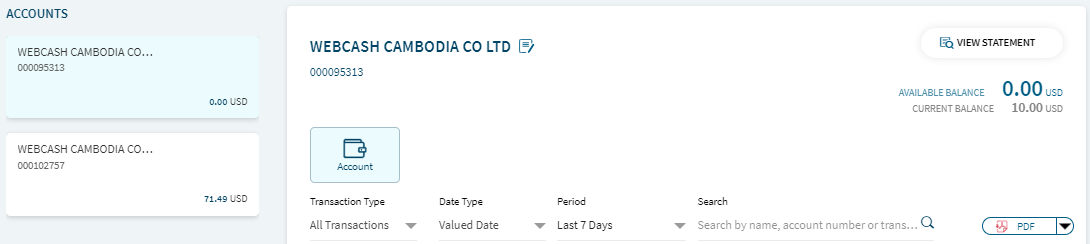 ACCOUNTS
WEBCASH CAMBODIA CO...
000095313
0.00 USD
WEBCASH CAMBODIA CO...
000102757
71.49 USD
WEBCASH CAMBODIA CO LTD
000095313
VIEW STATEMENT
AVAILABLE BALANCE 0.00 USD
CURRENT BALANCE 10.00 USD
Account
Transaction Type Date Type Period Search
All Transactions Valued Date Last 7 Days Search by name, account number or trans... PDF